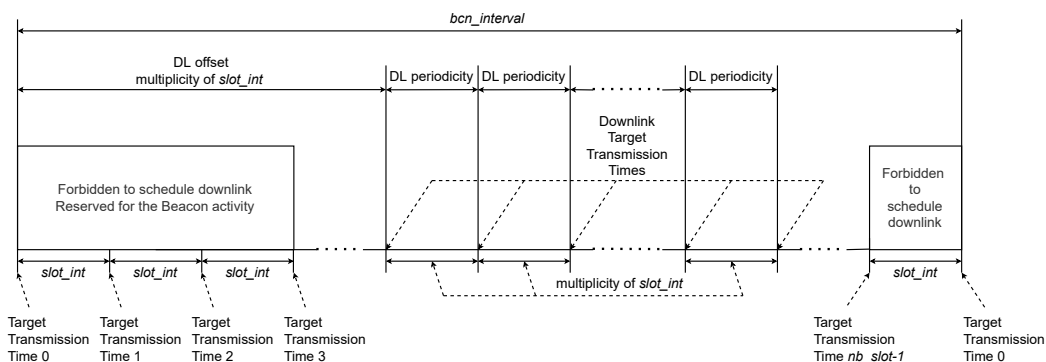 bcn_interval
DL offset
multiplicity of slot_int
DL periodicity
DL periodicity
DL periodicity
Downlink
Target
Transmission
Times
Forbidden to schedule downlink
Reserved for the Beacon activity
Forbidden
to
schedule
downlink
slot_int
slot_int
slot_int
multiplicity of slot_int
slot_int
Target
Transmission
Time 0
Target
Transmission
Time 1
Target
Transmission
Time 2
Target
Transmission
Time 3
Target
Transmission
Time nb_slot-1
Target
Transmission
Time 0